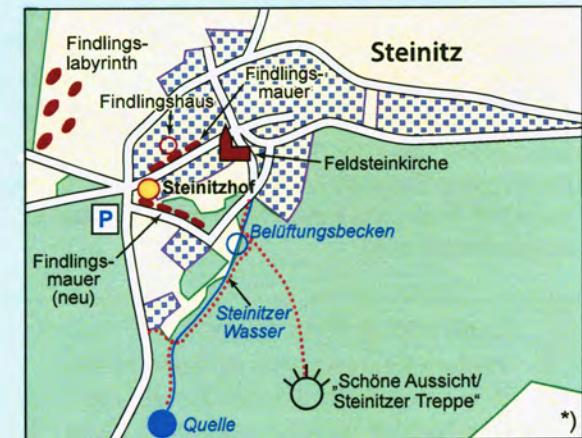 Steinitz
Findlings-
labyrinth
Findlings-
mauer
Findlingshaus
Feldsteinkirche
Steinitzhof
P
Belüftungsbecken
Findlings-
mauer
(neu)
Steinitzer
Wasser
„Schöne Aussicht/
Steinitzer Treppe“
Quelle
*)